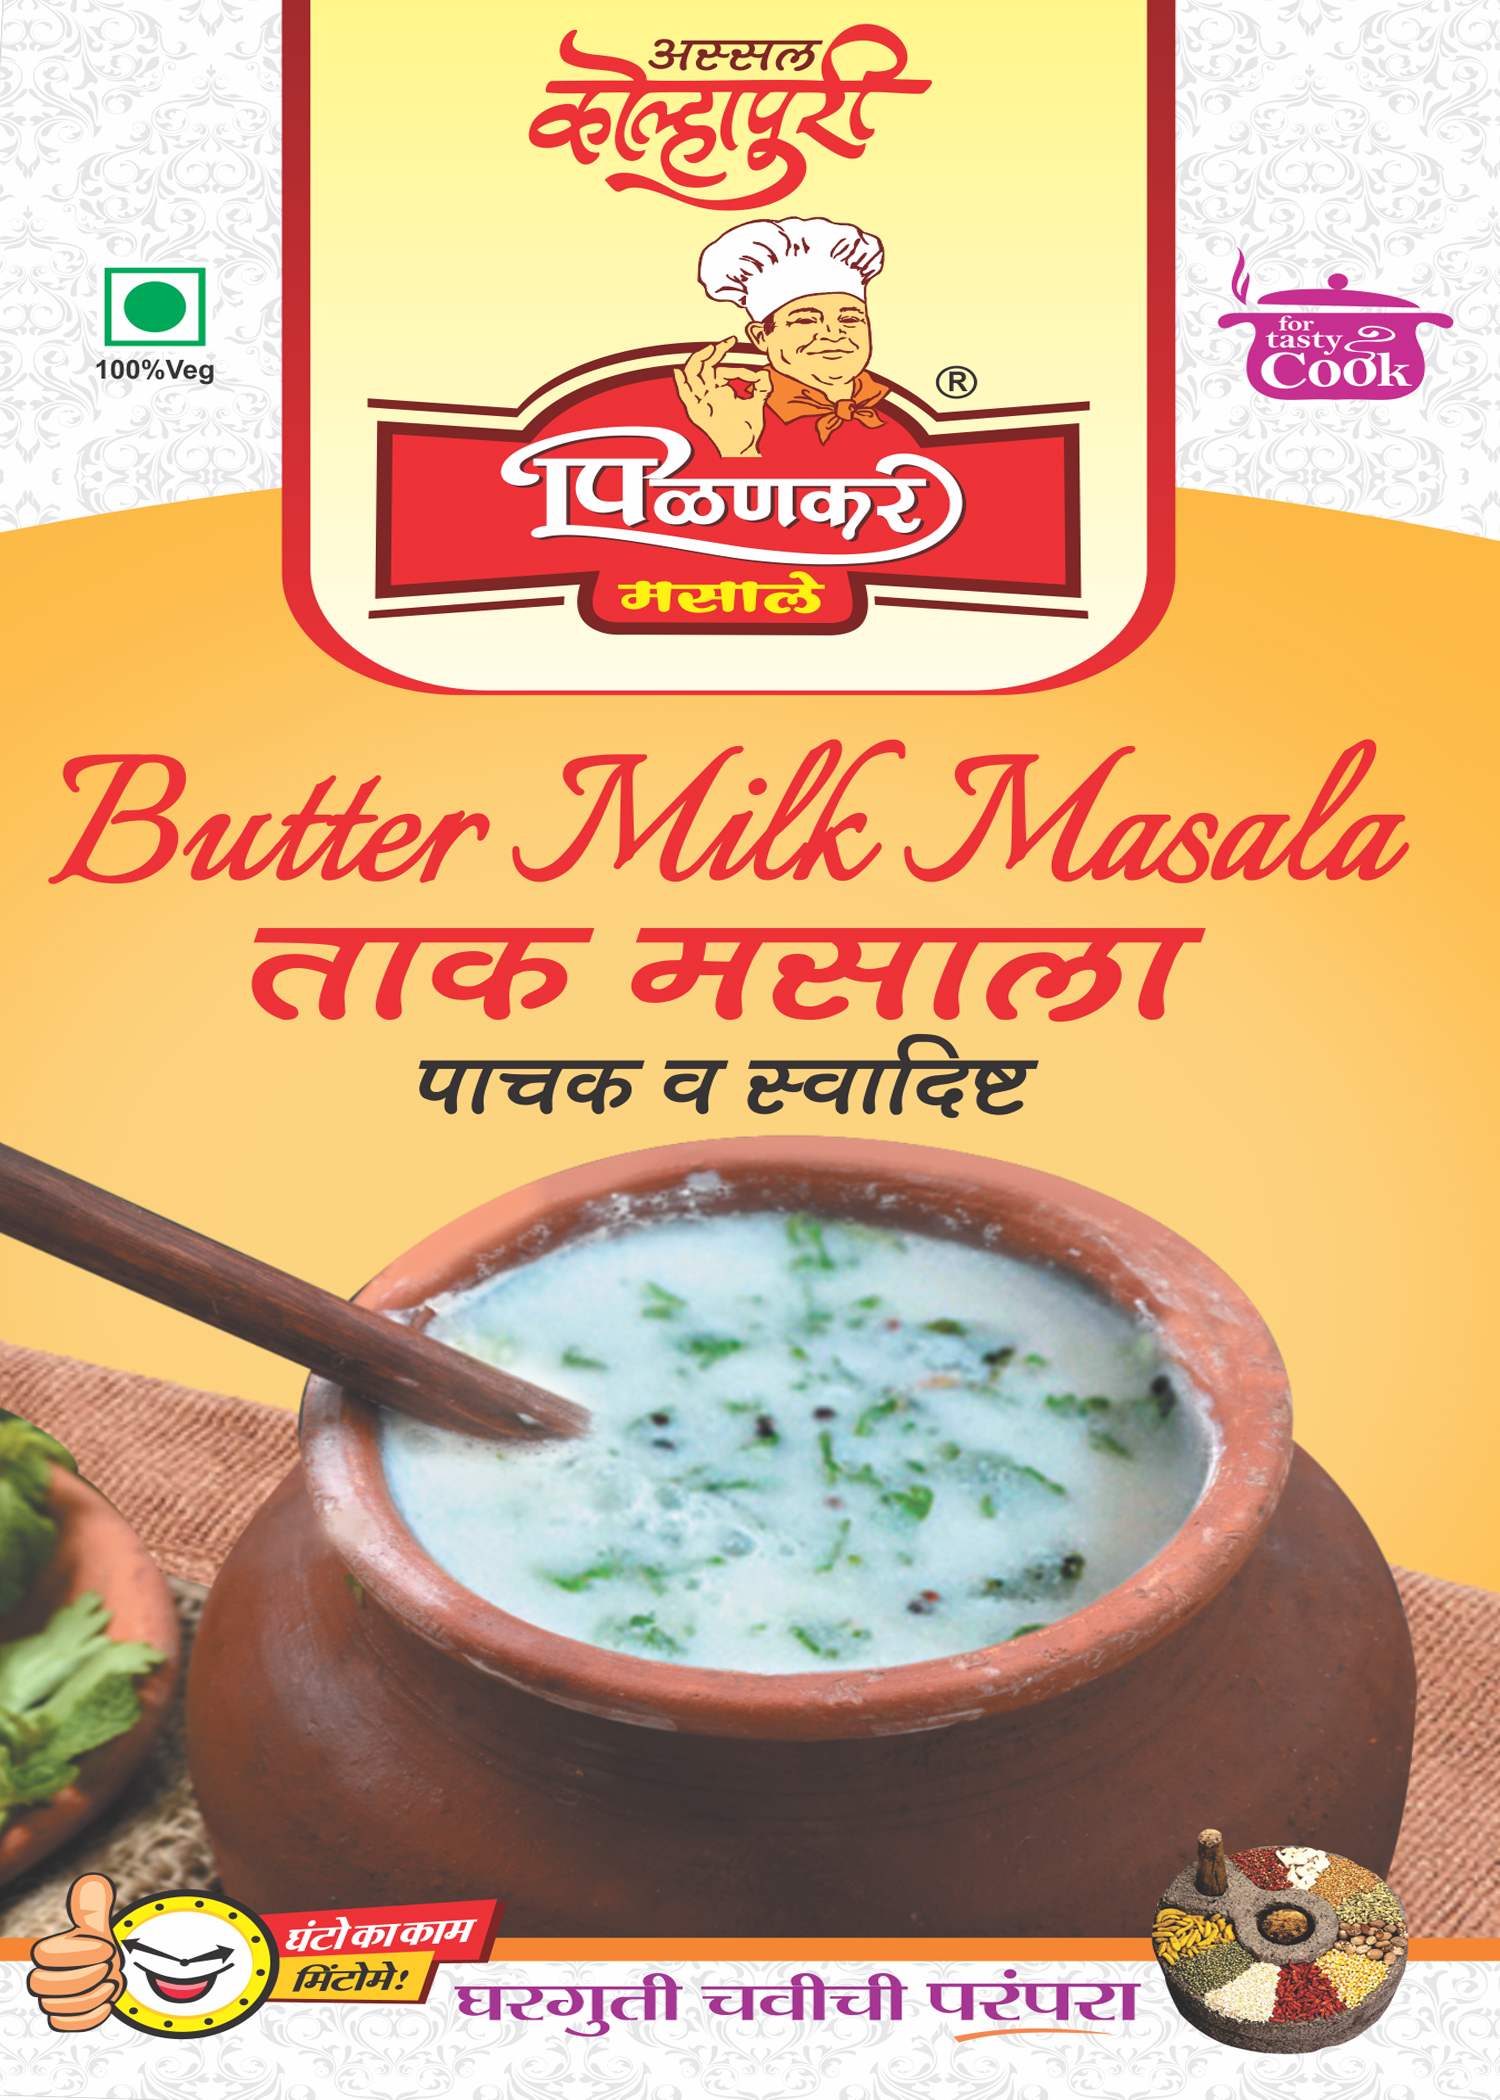 अस्सल
कोल्हापुरी
100%Veg
for
tasty
Cook
®
पिळणकर
मसाले
Butter Milk Masala
ताक मसाला
पाचक व स्वादिष्ट
घंटो का काम
मिंटोमे!
घरगुती चवीची परंपरा